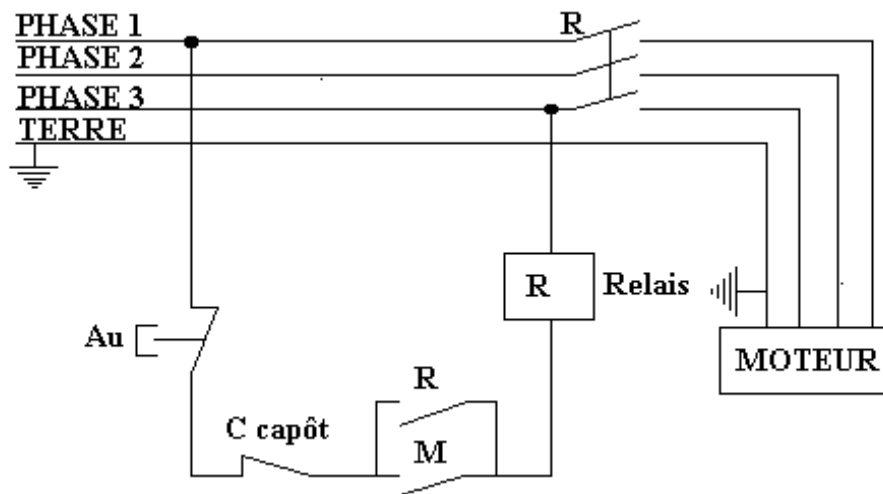 PHASE 1
R
PHASE 2
PHASE 3
TERRE
R
Relais
Au
MOTEUR
R
C capôt
M